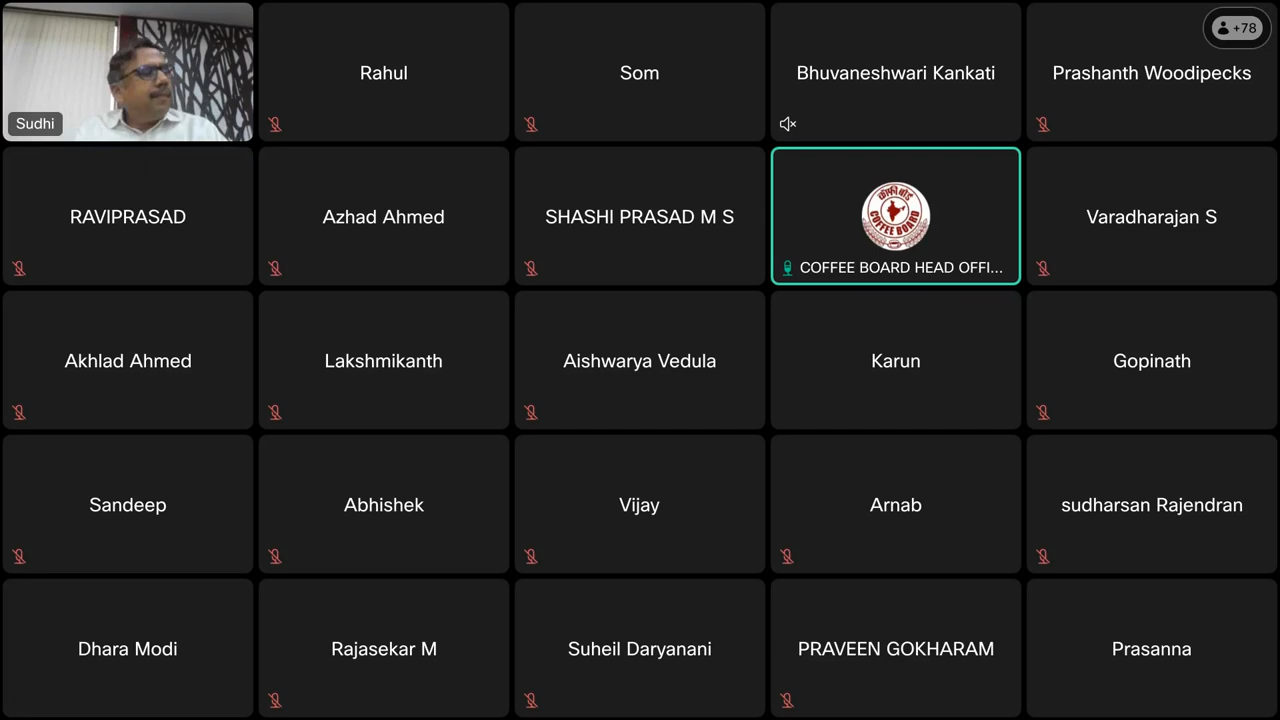 Sudhi
Rahul
Som
Bhuvaneshwari Kankati
Prashanth Woodipecks
+78
RAVIPRASAD
Azhad Ahmed
SHASHI PRASAD M S
कॉफी बोर्ड
COFFEE BOARD
COFFEE BOARD HEAD OFFI...
Varadharajan S
Akhlad Ahmed
Lakshmikanth
Aishwarya Vedula
Karun
Gopinath
Sandeep
Abhishek
Vijay
Arnab
sudharsan Rajendran
Dhara Modi
Rajasekar M
Suheil Daryanani
PRAVEEN GOKHARAM
Prasanna